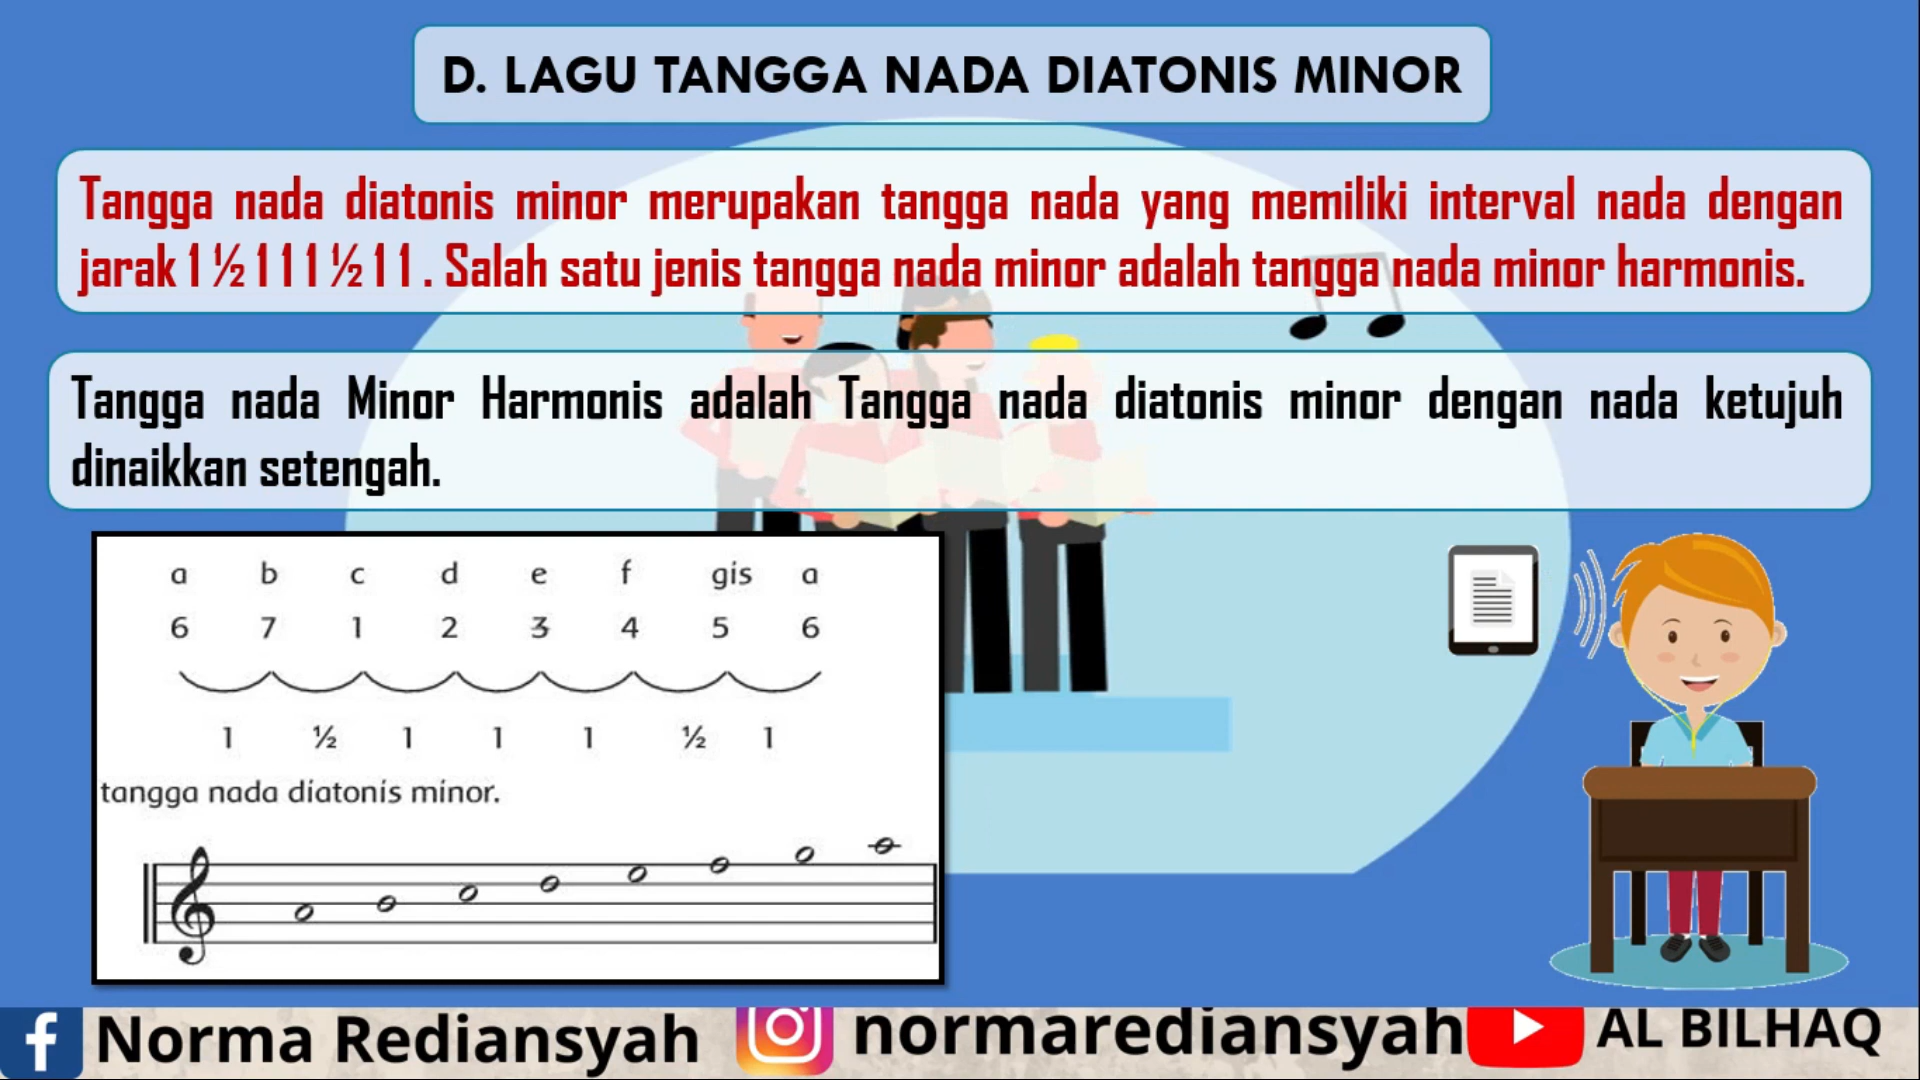 D. LAGU TANGGA NADA DIATONIS MINOR
Tangga nada diatonis minor merupakan tangga nada yang memiliki interval nada dengan
jarak 1 ½ 1 1 1 ½ 1 1 . Salah satu jenis tangga nada minor adalah tangga nada minor harmonis.
Tangga nada Minor Harmonis adalah Tangga nada diatonis minor dengan nada ketujuh
dinaikkan setengah.
a b c d e f gis a
6 7 1 2 3 4 5 6
1 ½ 1 1 1 ½ 1
tangga nada diatonis minor.
Norma Rediansyah normarediansyah AL BILHAQ